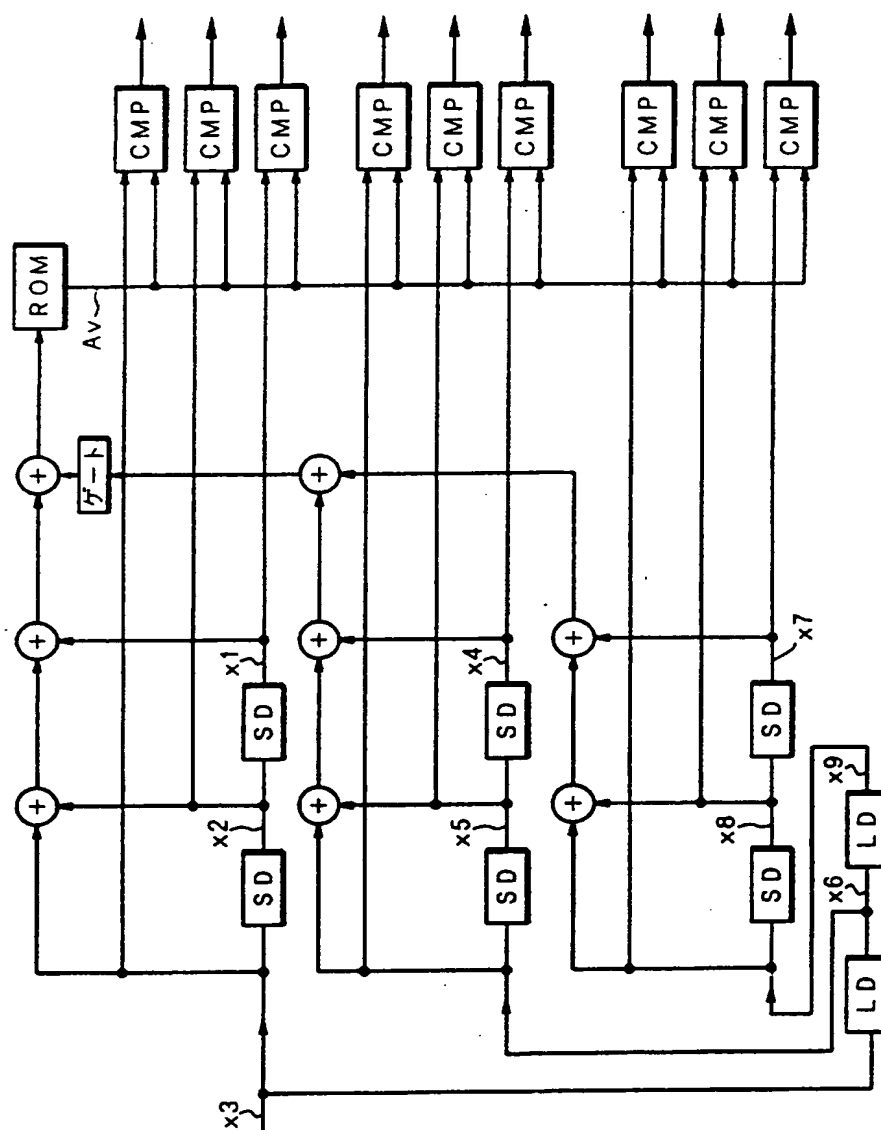 CMP
CMP
CMP
CMP
CMP
CMP
CMP
CMP
CMP
ROM
Av
+
ゲート
+
+
+
+
+
+
+
x1
x4
x7
SD
SD
SD
x2
x5
x8
x9
SD
SD
SD
LD
x6
LD
x3